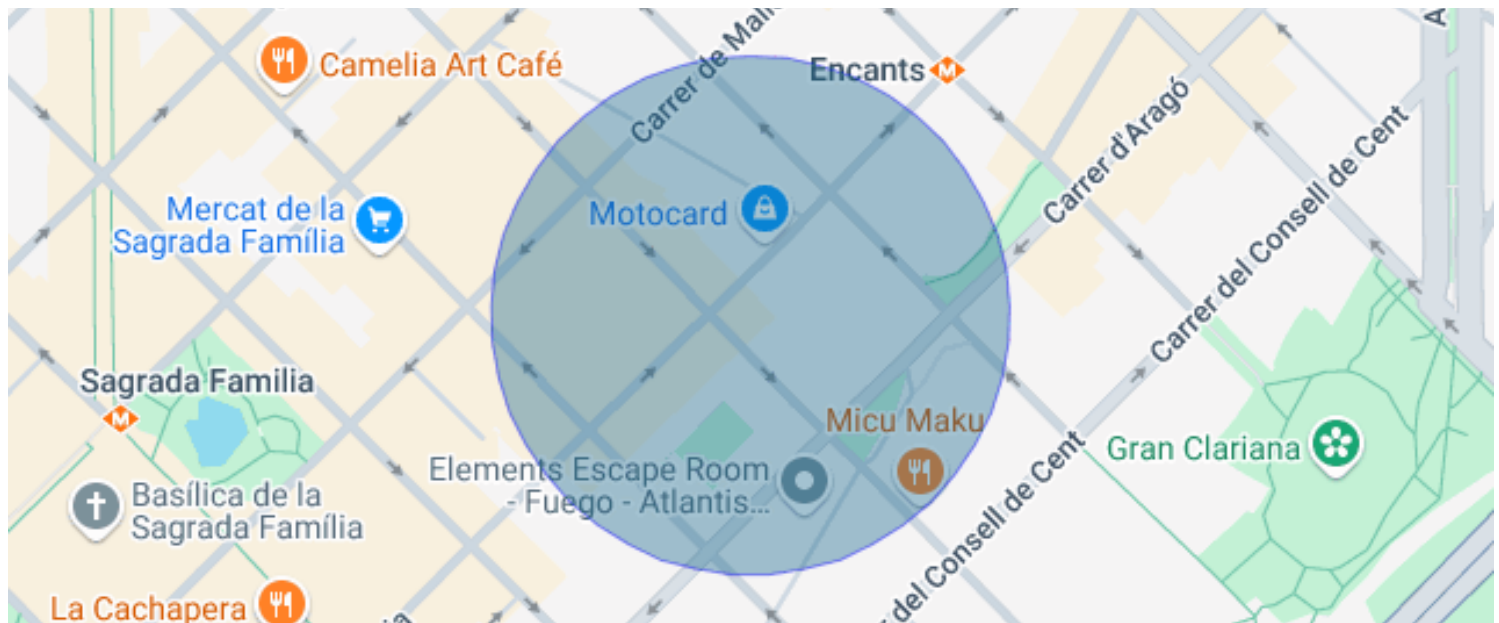 Carrer de Mall
Camelia Art Café
Encants
M
Carrer d'Aragó
A
Mercat de la
Sagrada Família
Motocard
Carrer del Consell de Cent
Sagrada Familia
M
Micu Maku
Gran Clariana
Elements Escape Room
- Fuego - Atlantis...
Basílica de la
Sagrada Família
del Consell de Cent
La Cachapera